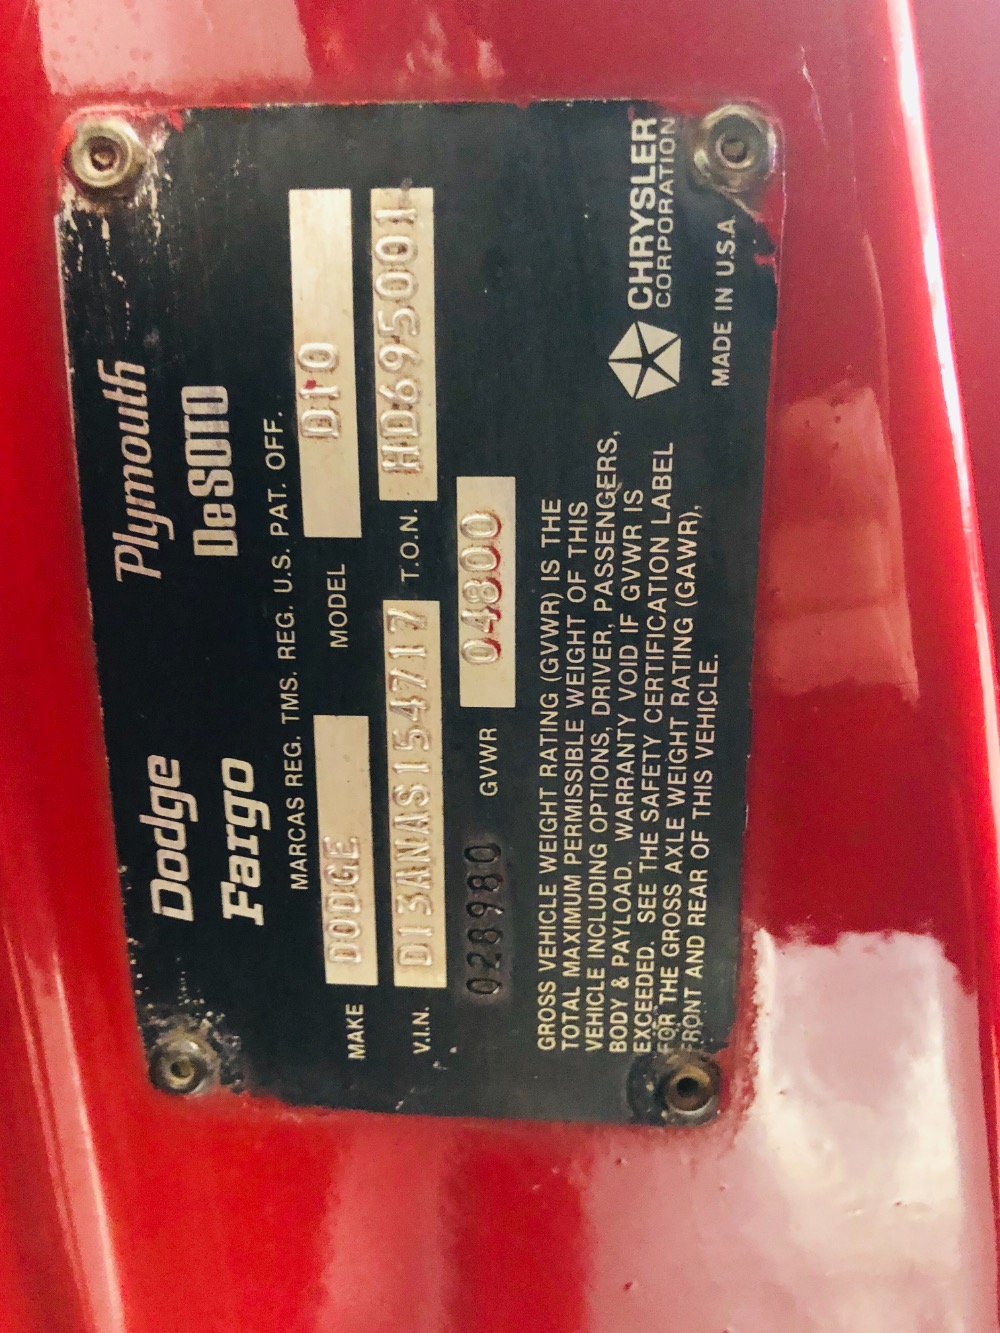 Dodge Plymouth
Fargo DeSOTO
MARCAS REG. TMS. REG. U.S. PAT. OFF.
MAKE DODGE MODEL D10
V.I.N. D13ANAS154717 T.O.N. HD695001
028980 GVWR 04800
GROSS VEHICLE WEIGHT RATING (GVWR) IS THE
TOTAL MAXIMUM PERMISSIBLE WEIGHT OF THIS
VEHICLE INCLUDING OPTIONS, DRIVER, PASSENGERS,
BODY & PAYLOAD. WARRANTY VOID IF GVWR IS
EXCEEDED. SEE THE SAFETY CERTIFICATION LABEL
FOR THE GROSS AXLE WEIGHT RATING (GAWR),
FRONT AND REAR OF THIS VEHICLE.
CHRYSLER
CORPORATION
MADE IN U.S.A.